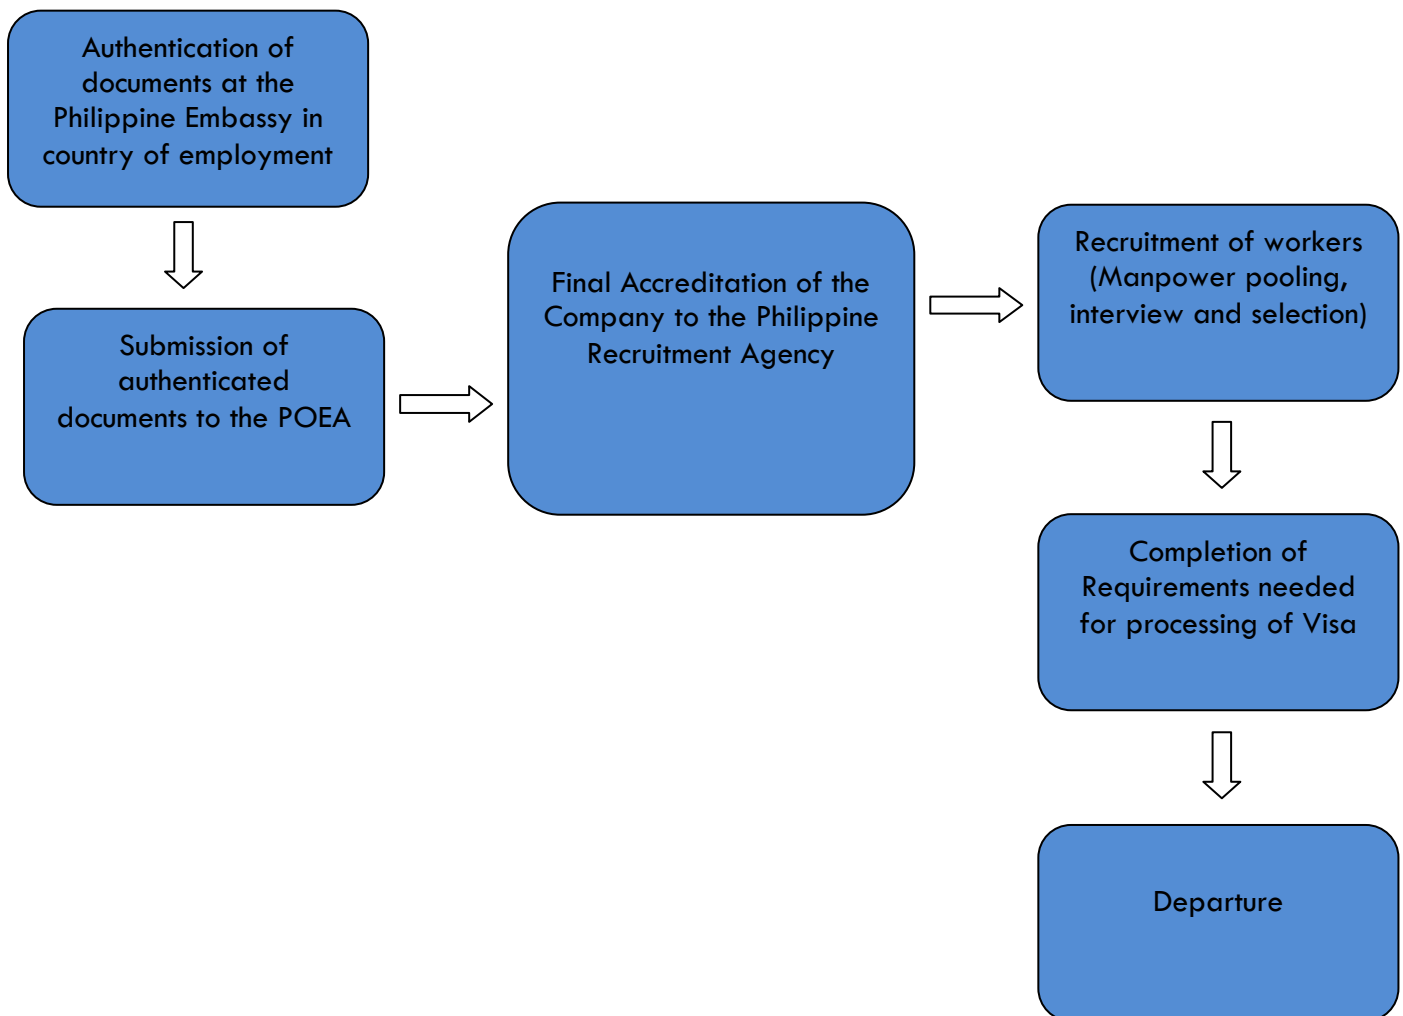 Authentication of
documents at the
Philippine Embassy in
country of employment
Submission of
authenticated
documents to the POEA
Final Accreditation of the
Company to the Philippine
Recruitment Agency
Recruitment of workers
(Manpower pooling,
interview and selection)
Completion of
Requirements needed
for processing of Visa
Departure